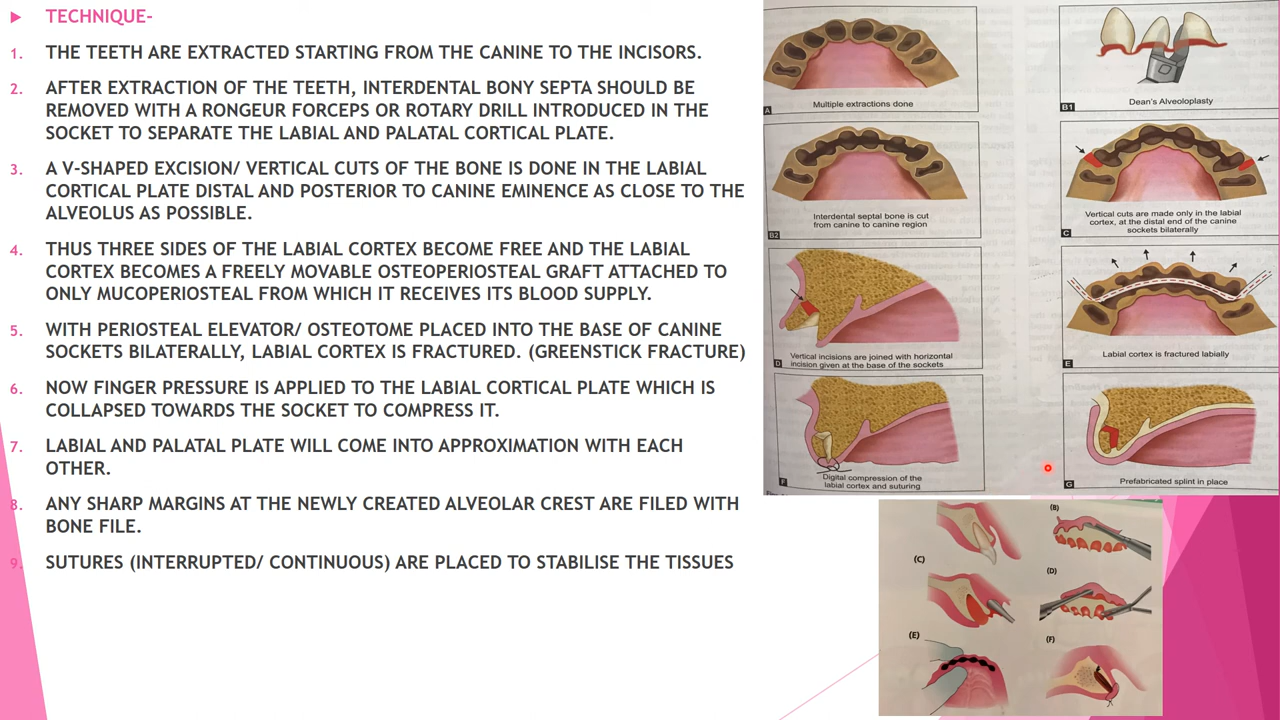 TECHNIQUE-
1. THE TEETH ARE EXTRACTED STARTING FROM THE CANINE TO THE INCISORS.
2. AFTER EXTRACTION OF THE TEETH, INTERDENTAL BONY SEPTA SHOULD BE
REMOVED WITH A RONGEUR FORCEPS OR ROTARY DRILL INTRODUCED IN THE
SOCKET TO SEPARATE THE LABIAL AND PALATAL CORTICAL PLATE.
3. A V-SHAPED EXCISION/ VERTICAL CUTS OF THE BONE IS DONE IN THE LABIAL
CORTICAL PLATE DISTAL AND POSTERIOR TO CANINE EMINENCE AS CLOSE TO THE
ALVEOLUS AS POSSIBLE.
4. THUS THREE SIDES OF THE LABIAL CORTEX BECOME FREE AND THE LABIAL
CORTEX BECOMES A FREELY MOVABLE OSTEOPERIOSTEAL GRAFT ATTACHED TO
ONLY MUCOPERIOSTEAL FROM WHICH IT RECEIVES ITS BLOOD SUPPLY.
5. WITH PERIOSTEAL ELEVATOR/ OSTEOTOME PLACED INTO THE BASE OF CANINE
SOCKETS BILATERALLY, LABIAL CORTEX IS FRACTURED. (GREENSTICK FRACTURE)
6. NOW FINGER PRESSURE IS APPLIED TO THE LABIAL CORTICAL PLATE WHICH IS
COLLAPSED TOWARDS THE SOCKET TO COMPRESS IT.
7. LABIAL AND PALATAL PLATE WILL COME INTO APPROXIMATION WITH EACH
OTHER.
8. ANY SHARP MARGINS AT THE NEWLY CREATED ALVEOLAR CREST ARE FILED WITH
BONE FILE.
9. SUTURES (INTERRUPTED/ CONTINUOUS) ARE PLACED TO STABILISE THE TISSUES
A
Multiple extractions done
B1
Dean's Alveoloplasty
B2
Interdental septal bone is cut
from canine to canine region
C
Vertical cuts are made only in the labial
cortex, at the distal end of the canine
sockets bilaterally
D
Vertical incisions are joined with horizontal
incision given at the base of the sockets
E
Labial cortex is fractured labially
F
Digital compression of the
labial cortex and suturing
G
Prefabricated splint in place
(B)
(C)
(D)
(E)
(F)